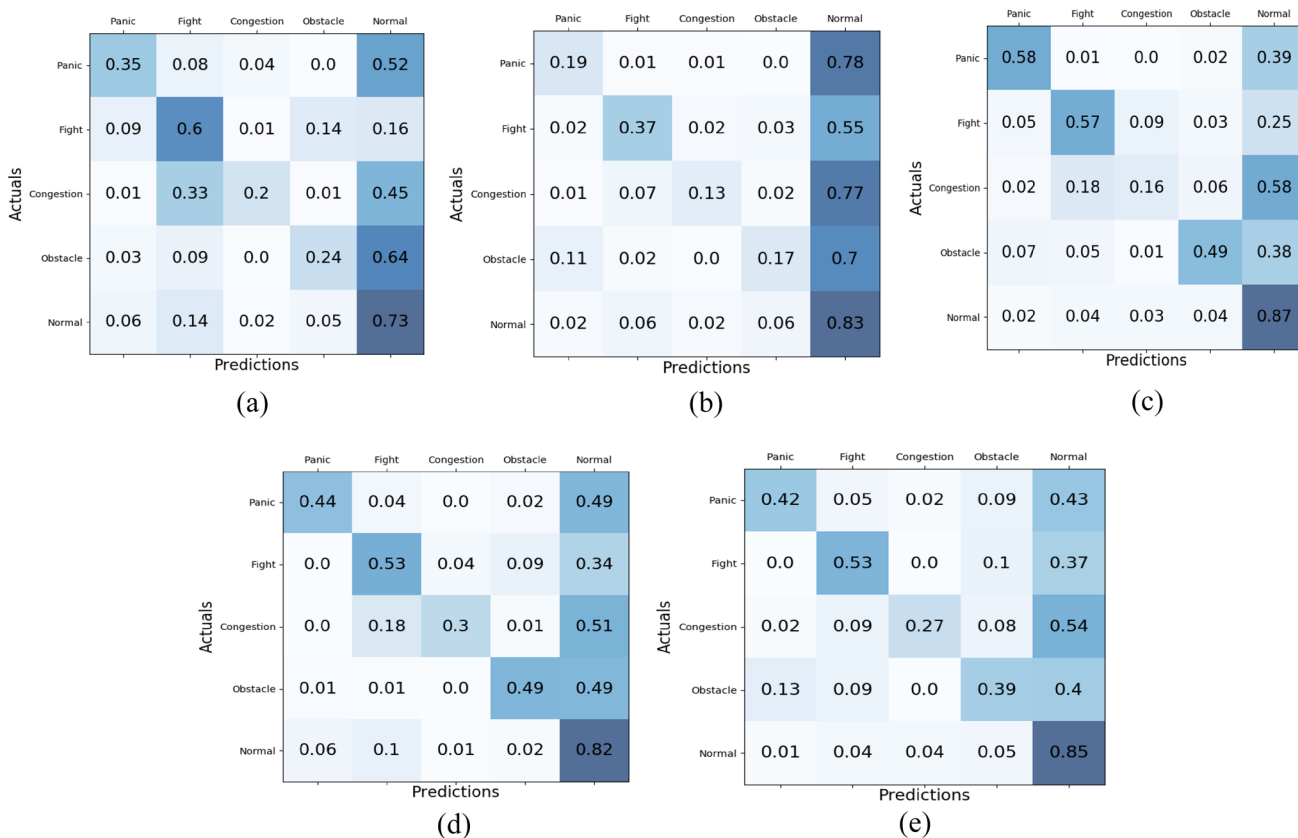 Panic Fight Congestion Obstacle Normal
Panic 0.35 0.08 0.04 0.0 0.52
Fight 0.09 0.6 0.01 0.14 0.16
Congestion 0.01 0.33 0.2 0.01 0.45
Obstacle 0.03 0.09 0.0 0.24 0.64
Normal 0.06 0.14 0.02 0.05 0.73
Actuals
Predictions
(a)
Panic Fight Congestion Obstacle Normal
Panic 0.19 0.01 0.01 0.0 0.78
Fight 0.02 0.37 0.02 0.03 0.55
Congestion 0.01 0.07 0.13 0.02 0.77
Obstacle 0.11 0.02 0.0 0.17 0.7
Normal 0.02 0.06 0.02 0.06 0.83
Actuals
Predictions
(b)
Panic Fight Congestion Obstacle Normal
Panic 0.58 0.01 0.0 0.02 0.39
Fight 0.05 0.57 0.09 0.03 0.25
Congestion 0.02 0.18 0.16 0.06 0.58
Obstacle 0.07 0.05 0.01 0.49 0.38
Normal 0.02 0.04 0.03 0.04 0.87
Actuals
Predictions
(c)
Panic Fight Congestion Obstacle Normal
Panic 0.44 0.04 0.0 0.02 0.49
Fight 0.0 0.53 0.04 0.09 0.34
Congestion 0.0 0.18 0.3 0.01 0.51
Obstacle 0.01 0.01 0.0 0.49 0.49
Normal 0.06 0.1 0.01 0.02 0.82
Actuals
Predictions
(d)
Panic Fight Congestion Obstacle Normal
Panic 0.42 0.05 0.02 0.09 0.43
Fight 0.0 0.53 0.0 0.1 0.37
Congestion 0.02 0.09 0.27 0.08 0.54
Obstacle 0.13 0.09 0.0 0.39 0.4
Normal 0.01 0.04 0.04 0.05 0.85
Actuals
Predictions
(e)